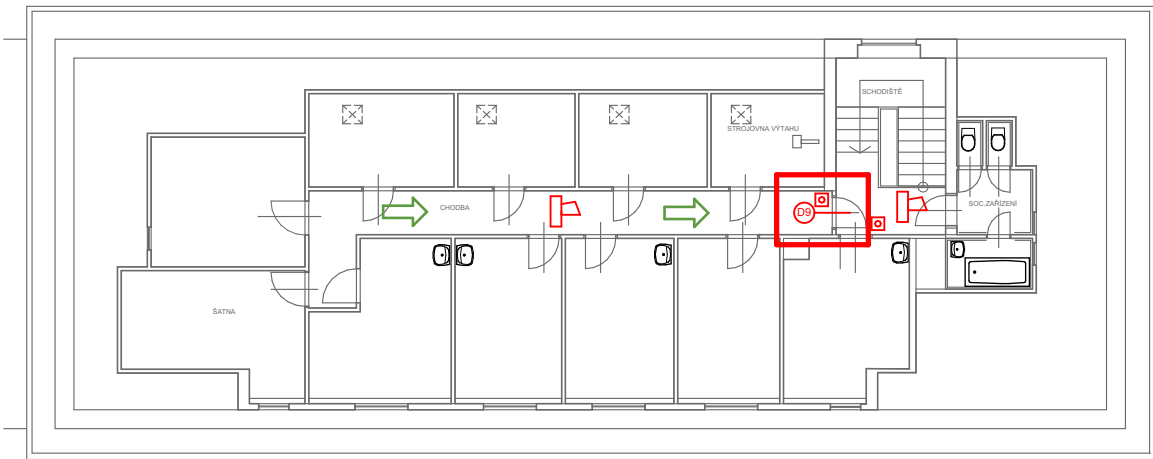 SCHODIŠTĚ
STROJOVNA VÝTAHU
CHODBA
D9
SOC.ZAŘÍZENÍ
ŠATNA